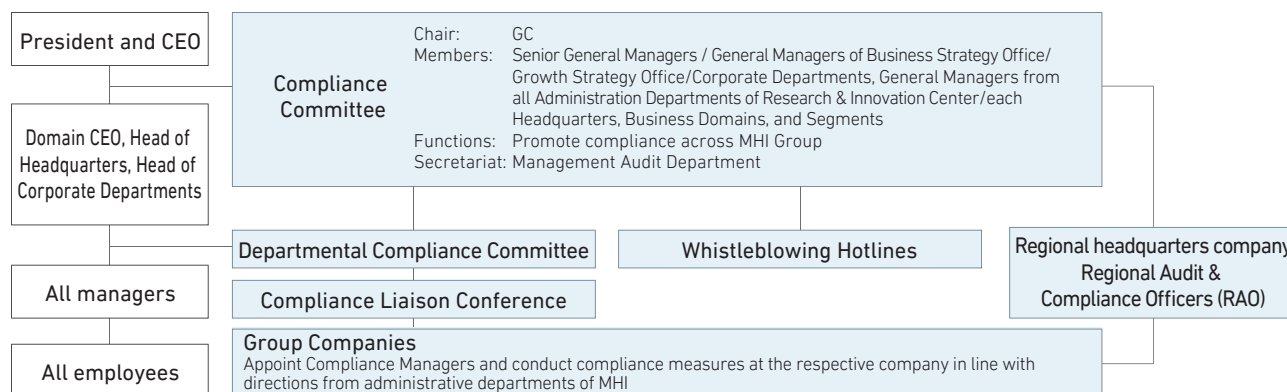 President and CEO
Domain CEO, Head of
Headquarters, Head of
Corporate Departments
All managers
All employees
Compliance
Committee
Chair: GC
Members: Senior General Managers / General Managers of Business Strategy Office/
Growth Strategy Office/Corporate Departments, General Managers from
all Administration Departments of Research & Innovation Center/each
Headquarters, Business Domains, and Segments
Functions: Promote compliance across MHI Group
Secretariat: Management Audit Department
Departmental Compliance Committee
Whistleblowing Hotlines
Compliance Liaison Conference
Regional headquarters company
Regional Audit &
Compliance Officers (RAO)
Group Companies
Appoint Compliance Managers and conduct compliance measures at the respective company in line with
directions from administrative departments of MHI